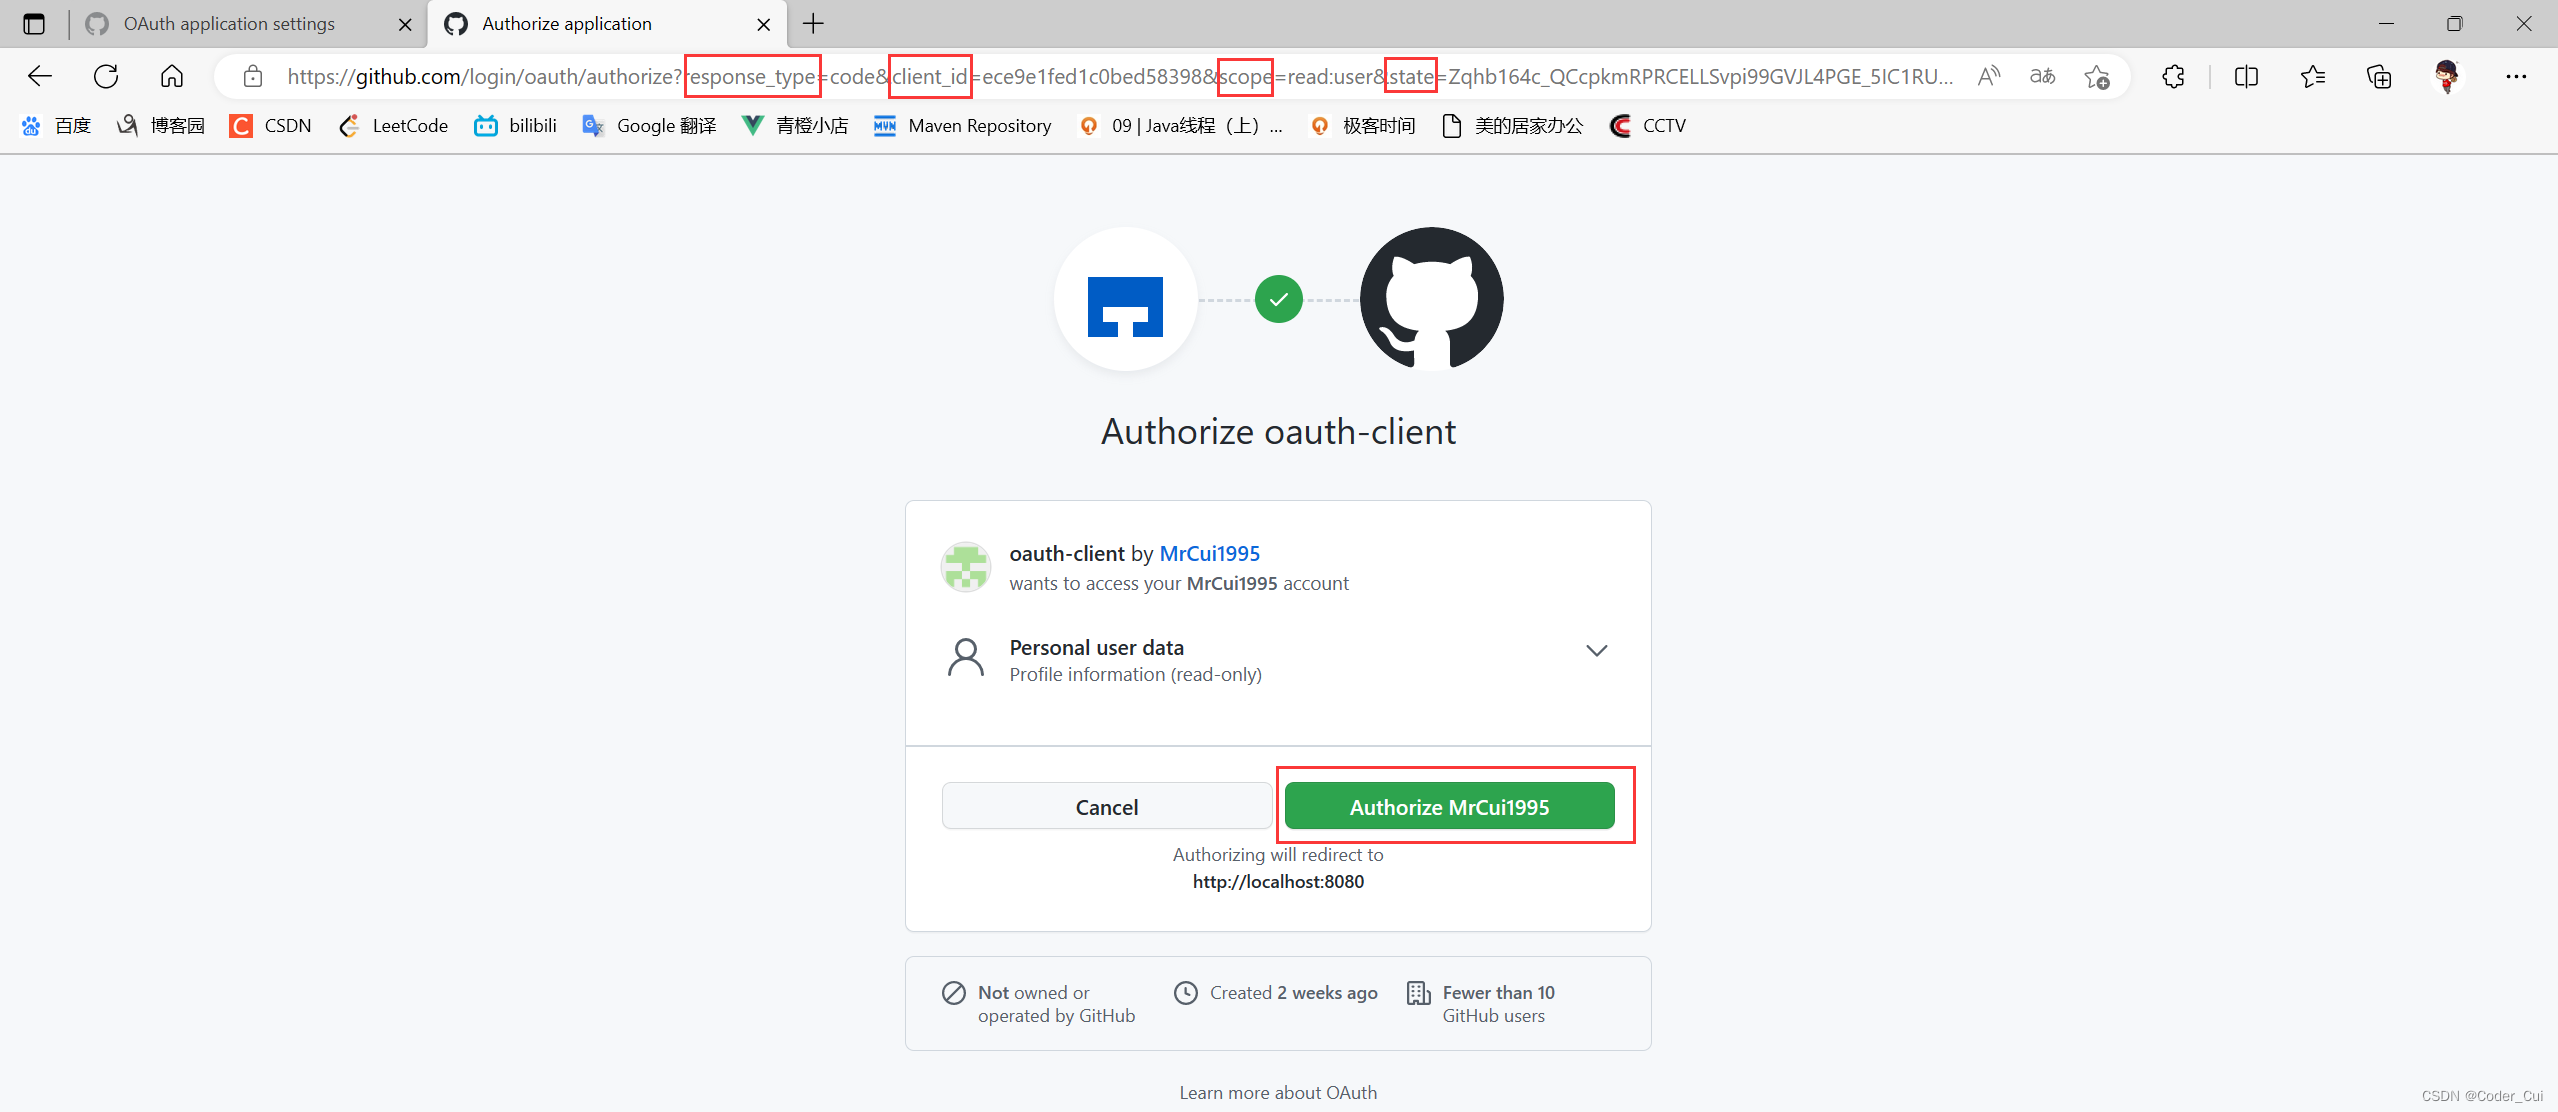 OAuth application settings
Authorize application
https://github.com/login/oauth/authorize?response_type=code&client_id=ece9e1fed1c0bed58398&scope=read:user&state=Zqhb164c_QCcpkmRPRCELLSvpi99GVJL4PGE_5IC1RU...
百度
博客园
CSDN
LeetCode
bilibili
Google 翻译
青橙小店
Maven Repository
09 | Java线程（上）...
极客时间
美的居家办公
CCTV
Authorize oauth-client
oauth-client by MrCui1995
wants to access your MrCui1995 account
Personal user data
Profile information (read-only)
Cancel
Authorize MrCui1995
Authorizing will redirect to
http://localhost:8080
Not owned or
operated by GitHub
Created 2 weeks ago
Fewer than 10
GitHub users
Learn more about OAuth
CSDN @Coder_Cui